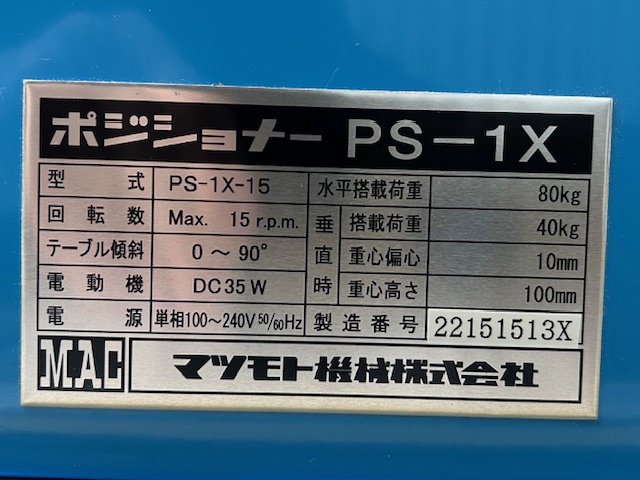 ポジショナー PS-1X
型式 PS-1X-15 水平搭載荷重 80kg
回転数 Max. 15 r.p.m. 垂直時 搭載荷重 40kg
テーブル傾斜 0～90° 重心偏心 10mm
電動機 DC35W 重心高さ 100mm
電源 単相100～240V 50/60Hz 製造番号 22151513X
MAC マツモト機械株式会社